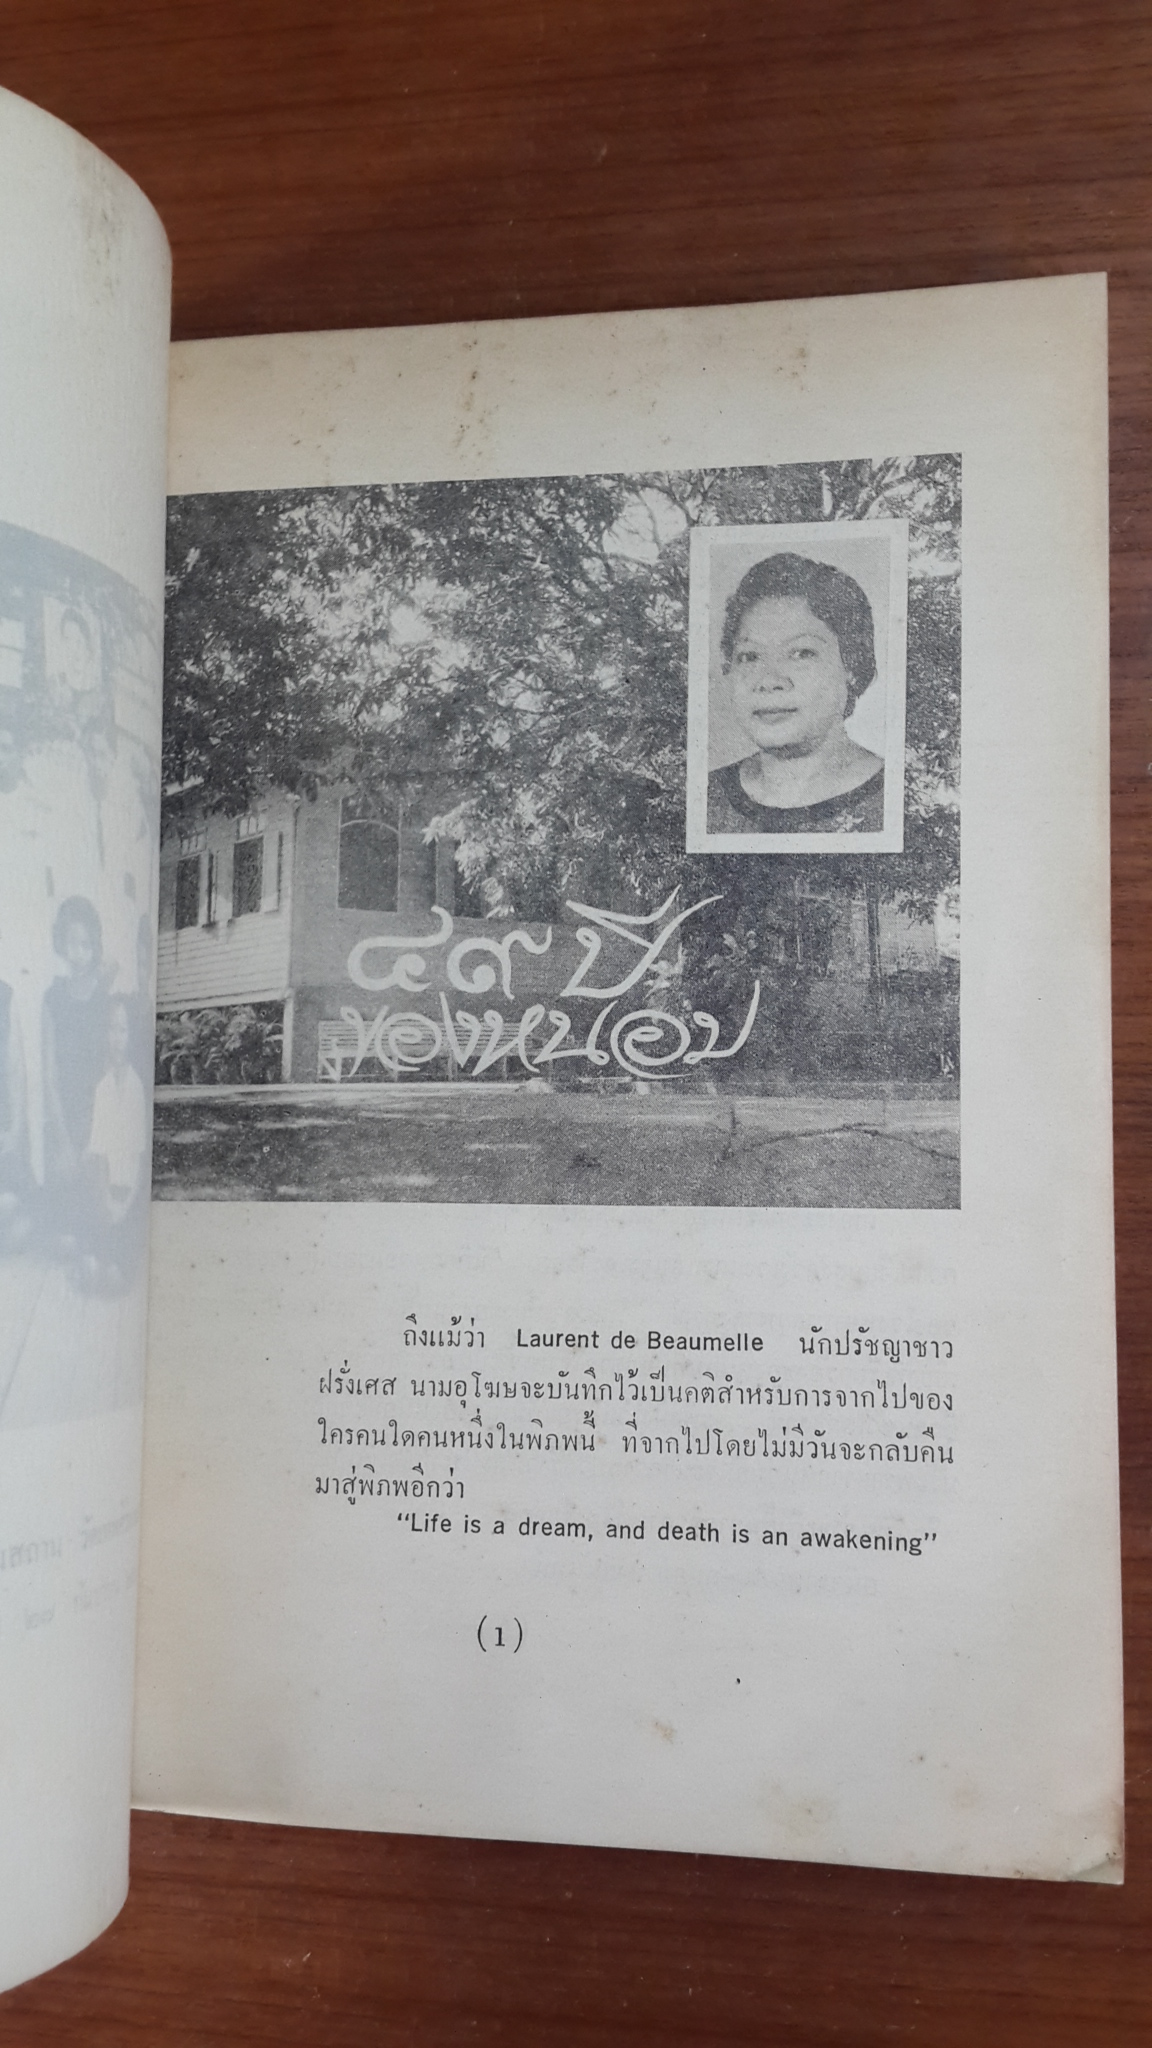 ๔๙ ปี
ของหนอม
ถึงแม้ว่า Laurent de Beaumelle นักปรัชญาชาว
ฝรั่งเศส นามอุโฆษจะบันทึกไว้เป็นคติสำหรับการจากไปของ
ใครคนใดคนหนึ่งในพิภพนี้ ที่จากไปโดยไม่มีวันจะกลับคืน
มาสู่พิภพอีกว่า
“Life is a dream, and death is an awakening”
(1)